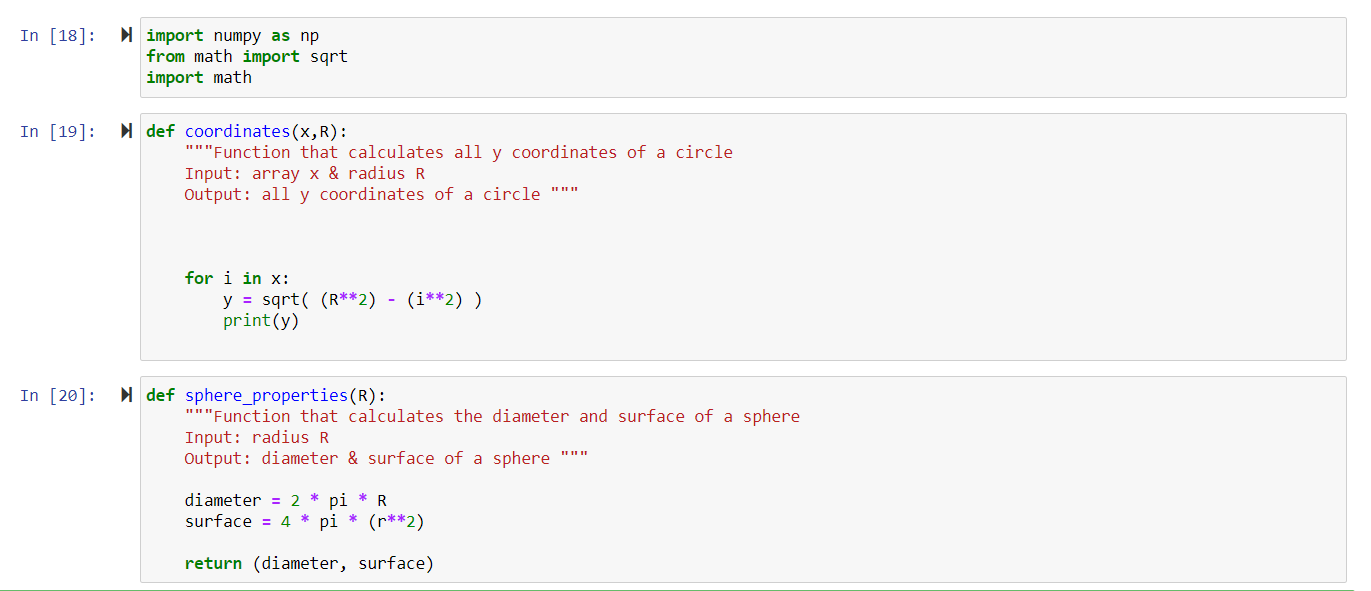 In [18]:
import numpy as np
from math import sqrt
import math
In [19]:
def coordinates(x,R):
    """Function that calculates all y coordinates of a circle
    Input: array x & radius R
    Output: all y coordinates of a circle """
    for i in x:
        y = sqrt( (R**2) - (i**2) )
        print(y)
In [20]:
def sphere_properties(R):
    """Function that calculates the diameter and surface of a sphere
    Input: radius R
    Output: diameter & surface of a sphere """
    diameter = 2 * pi * R
    surface = 4 * pi * (r**2)
    return (diameter, surface)